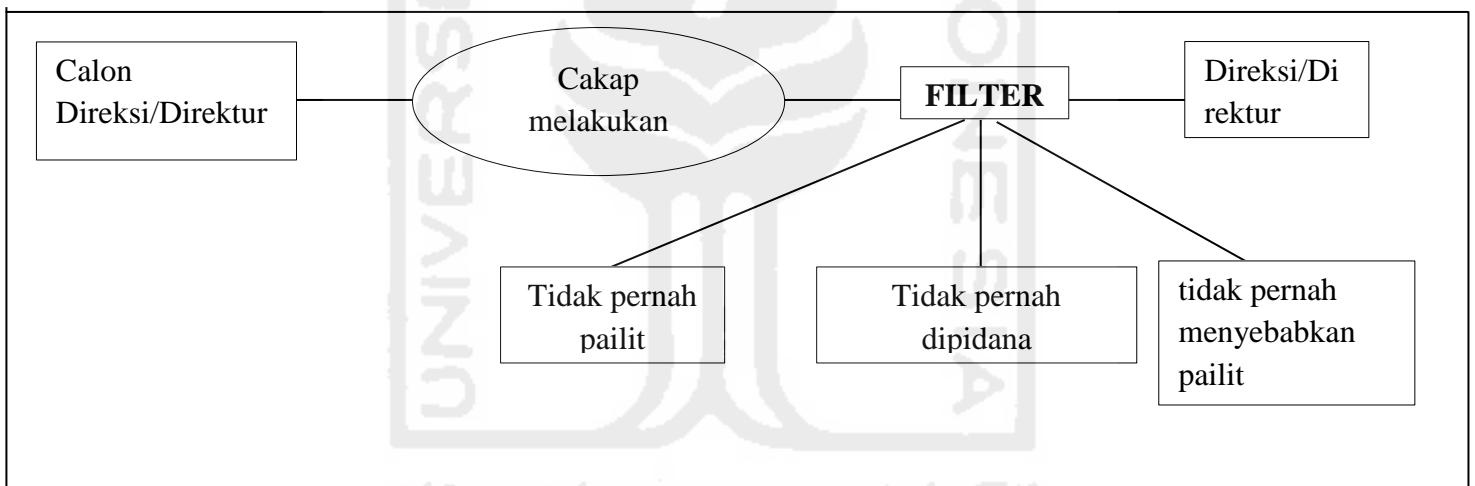 Calon
Direksi/Direktur
Cakap
melakukan
FILTER
Direksi/Di
rektur
Tidak pernah
pailit
Tidak pernah
dipidana
tidak pernah
menyebabkan
pailit